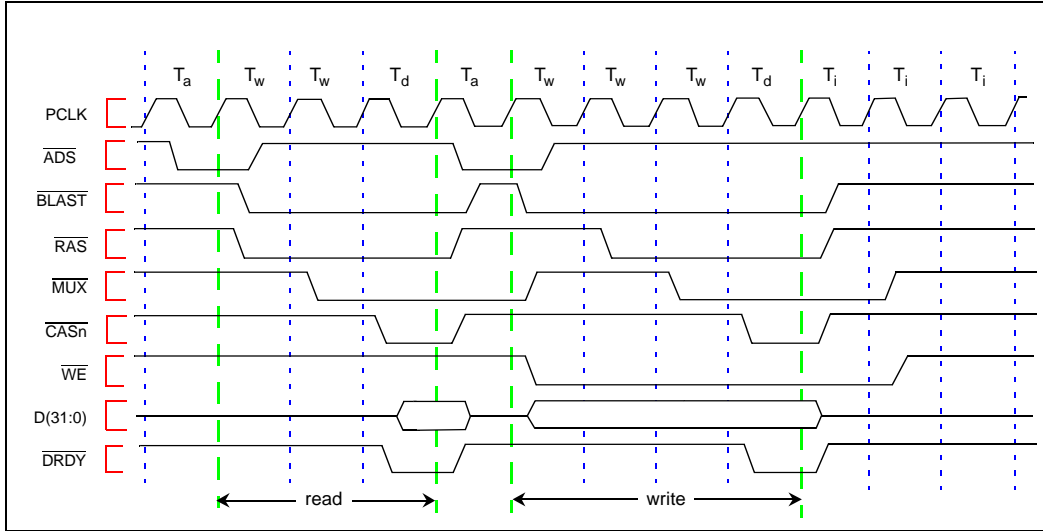 Ta Tw Tw Td Ta Tw Tw Tw Td Ti Ti Ti
PCLK
ADS
BLAST
RAS
MUX
CASn
WE
D(31:0)
DRDY
read write